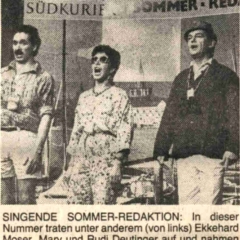 SÜDKURIE SOMMER-RED
SINGENDE SOMMER-REDAKTION: In dieser
Nummer traten unter anderem (von links) Ekkehard
Moser, Mary und Rudi Deutinger auf und nahmen